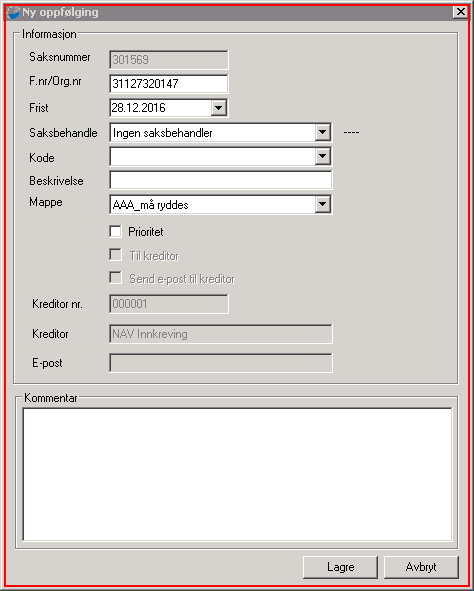 Ny oppfølging
Informasjon
Saksnummer 301569
F.nr/Org.nr 31127320147
Frist 28.12.2016
Saksbehandle Ingen saksbehandler ----
Kode
Beskrivelse
Mappe AAA_må ryddes
Prioritet
Til kreditor
Send e-post til kreditor
Kreditor nr. 000001
Kreditor NAV Innkreving
E-post
Kommentar
Lagre Avbryt